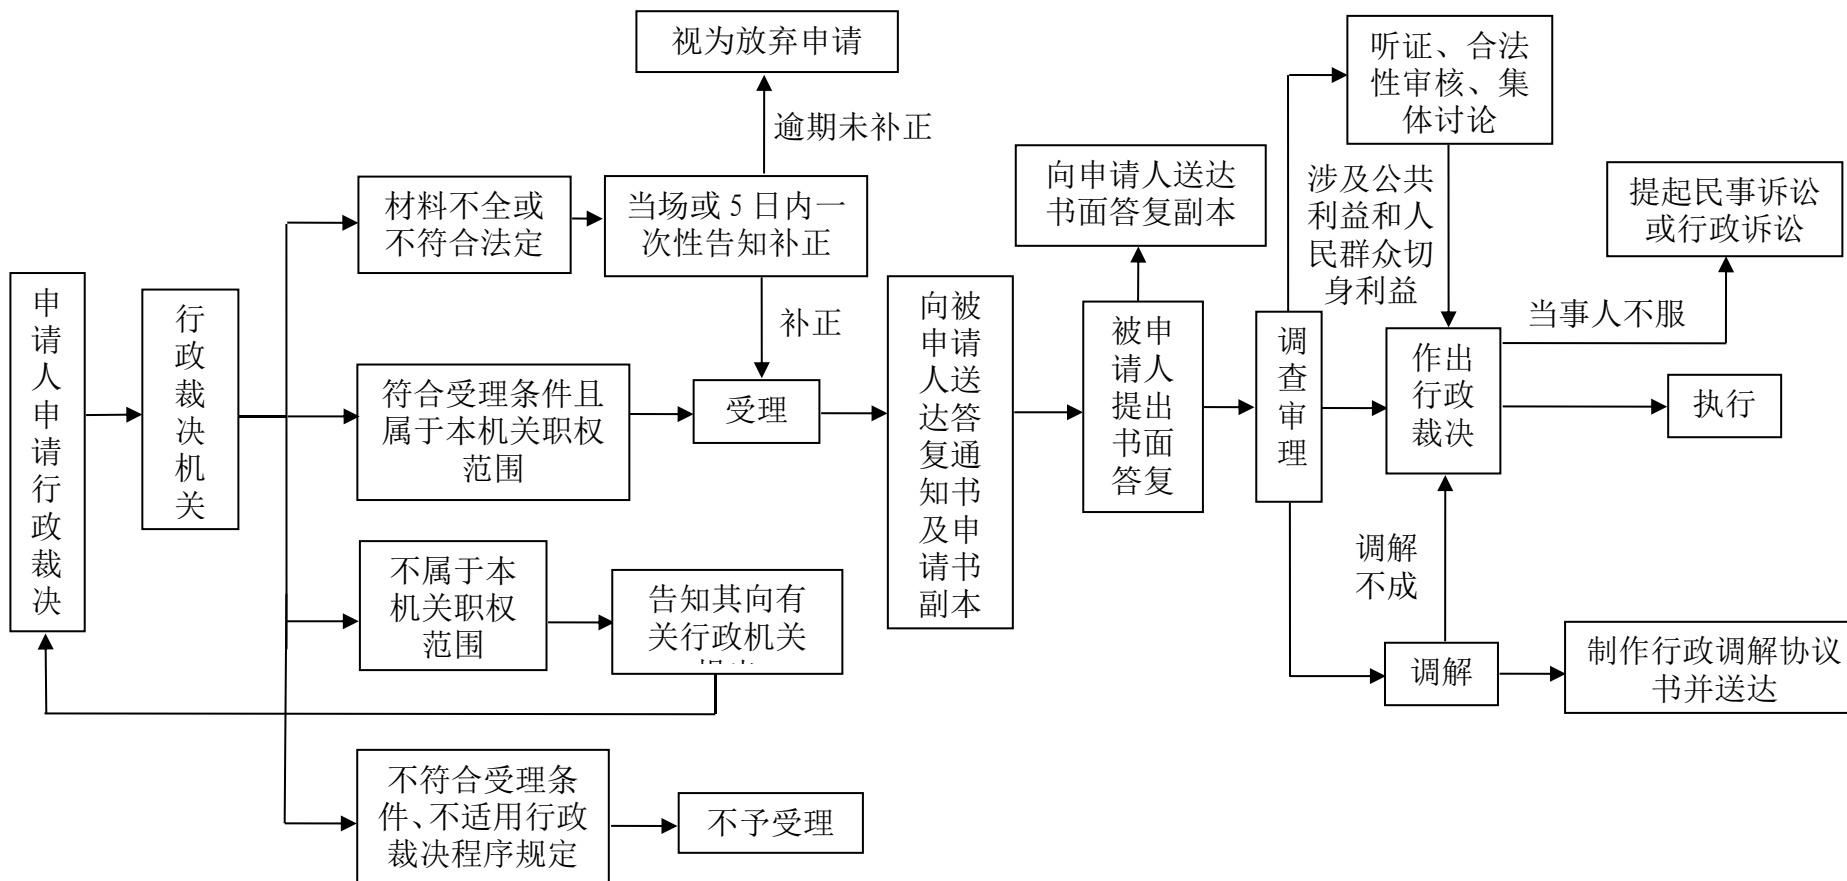 申请人申请行政裁决
行政裁决机关
材料不全或
不符合法定
当场或 5 日内一
次性告知补正
逾期未补正
视为放弃申请
补正
符合受理条件且
属于本机关职权
范围
受理
不属于本
机关职权
范围
告知其向有
关行政机关
不符合受理条
件、不适用行政
裁决程序规定
不予受理
向被
申请
人送
达答
复通
知书
及申
请书
副本
被申
请人
提出
书面
答复
向申请人送达
书面答复副本
调查审理
听证、合法
性审核、集
体讨论
涉及公共
利益和人
民群众切
身利益
作出
行政
裁决
当事人不服
提起民事诉讼
或行政诉讼
执行
调解
不成
调解
制作行政调解协议
书并送达